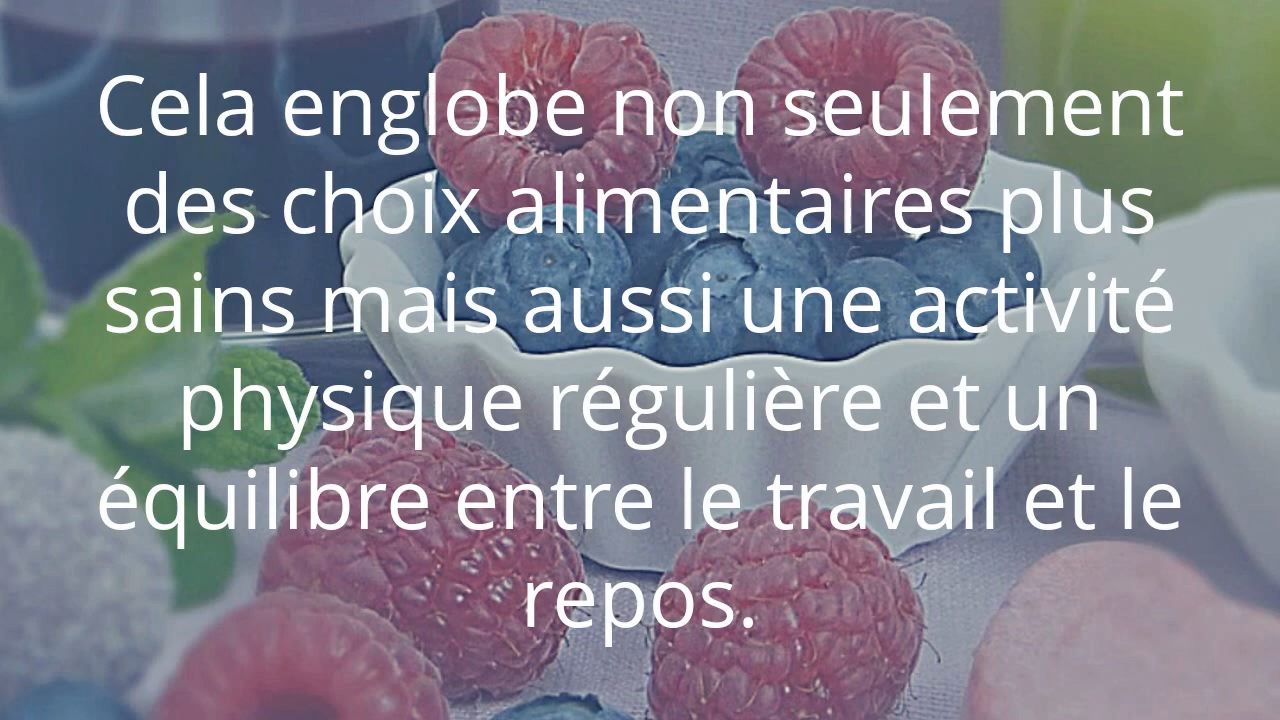 Cela englobe non seulement
des choix alimentaires plus
sains mais aussi une activité
physique régulière et un
équilibre entre le travail et le
repos.